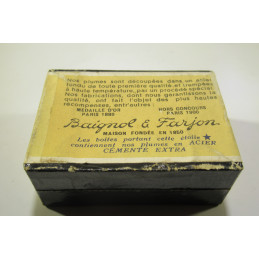 Nos plumes sont découpées dans un acier
fondu de toute première qualité et trempées
à haute température, par un procédé spécial.
Nos fabrications, dont nous garantissons la
qualité, ont fait l'objet des plus hautes
récompenses, entr'autres :
MEDAILLE D'OR HORS CONCOURS
PARIS 1889 PARIS 1900
Baignol & Farjon
MAISON FONDÉE EN 1850
Les boîtes portant cette étoile ★
contiennent nos plumes en ACIER
CÉMENTÉ EXTRA